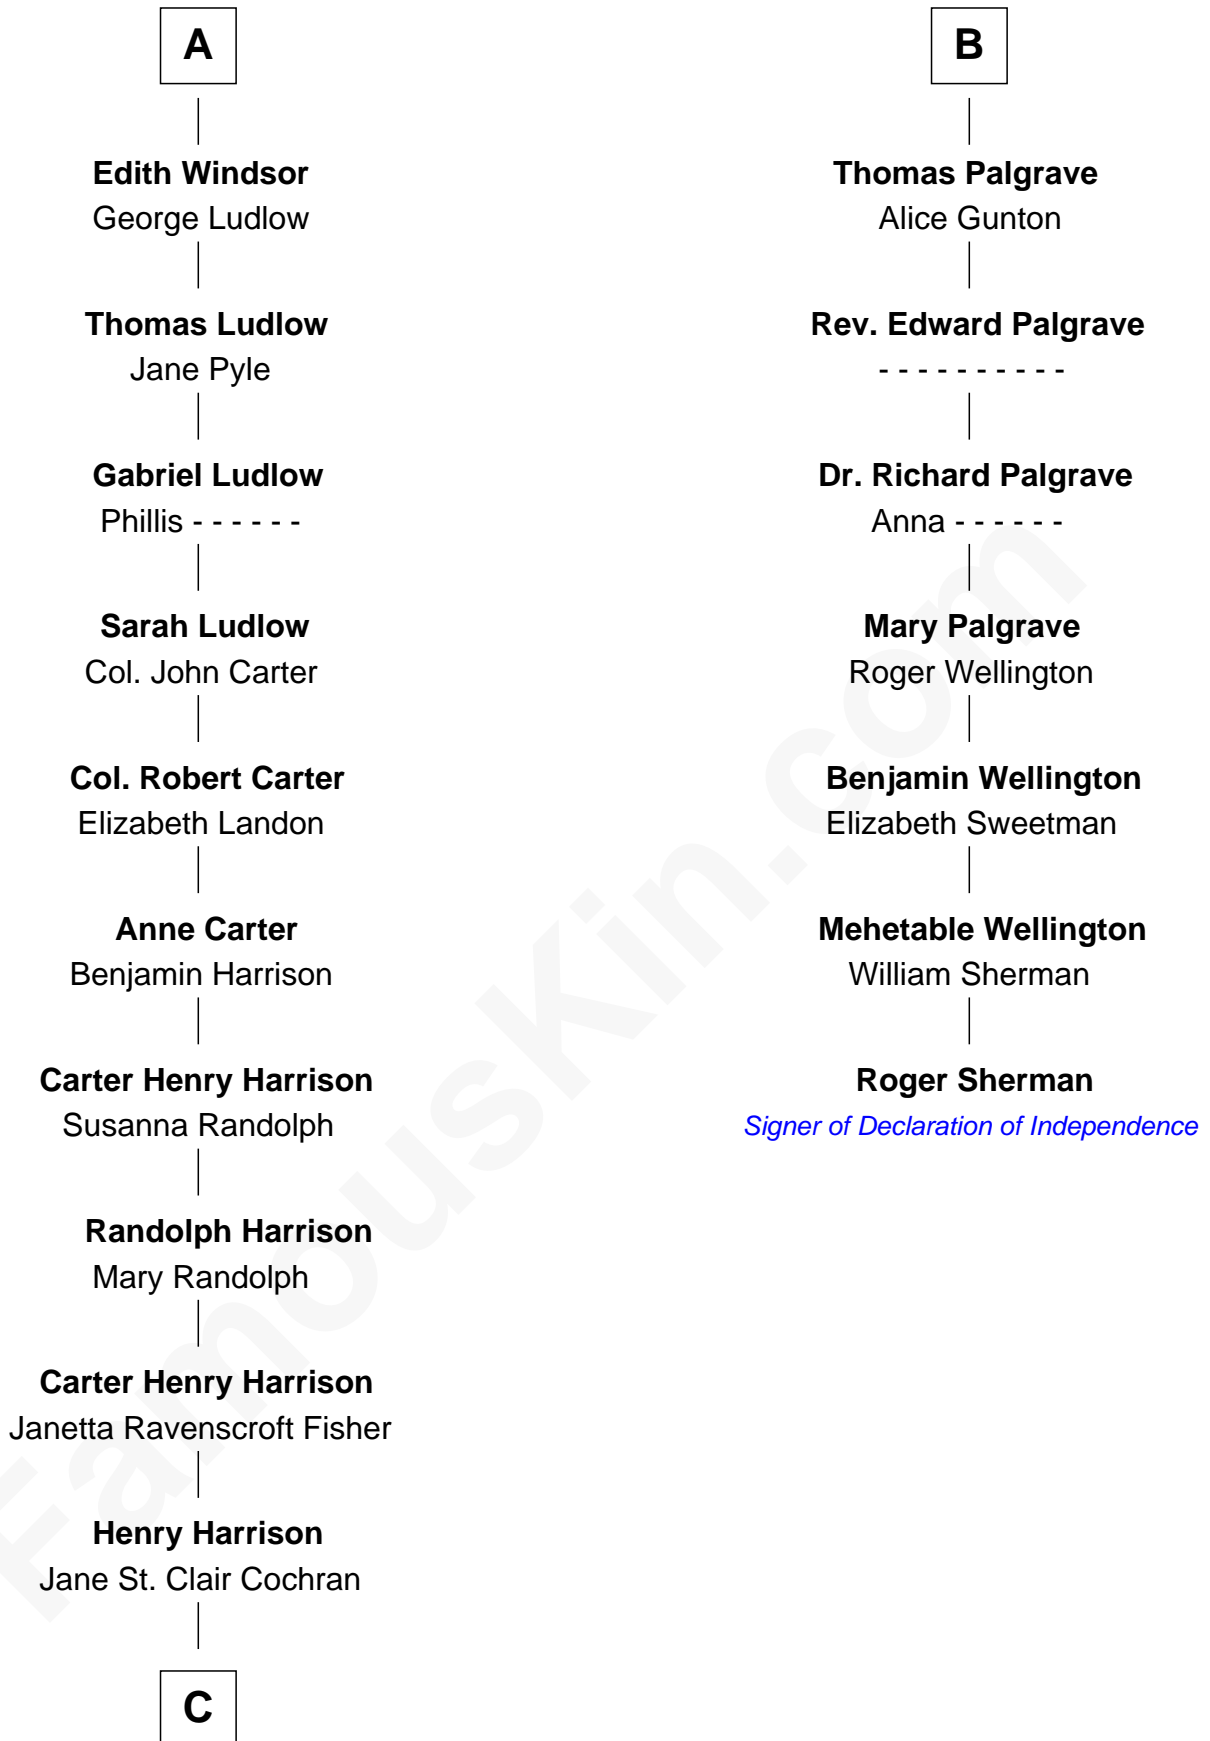 A
Edith Windsor
George Ludlow
Thomas Ludlow
Jane Pyle
Gabriel Ludlow
Phillis - - - - - -
Sarah Ludlow
Col. John Carter
Col. Robert Carter
Elizabeth Landon
Anne Carter
Benjamin Harrison
Carter Henry Harrison
Susanna Randolph
Randolph Harrison
Mary Randolph
Carter Henry Harrison
Janetta Ravenscroft Fisher
Henry Harrison
Jane St. Clair Cochran
C
B
Thomas Palgrave
Alice Gunton
Rev. Edward Palgrave
- - - - - - - - - -
Dr. Richard Palgrave
Anna - - - - - -
Mary Palgrave
Roger Wellington
Benjamin Wellington
Elizabeth Sweetman
Mehetable Wellington
William Sherman
Roger Sherman
Signer of Declaration of Independence
FamousKin.com